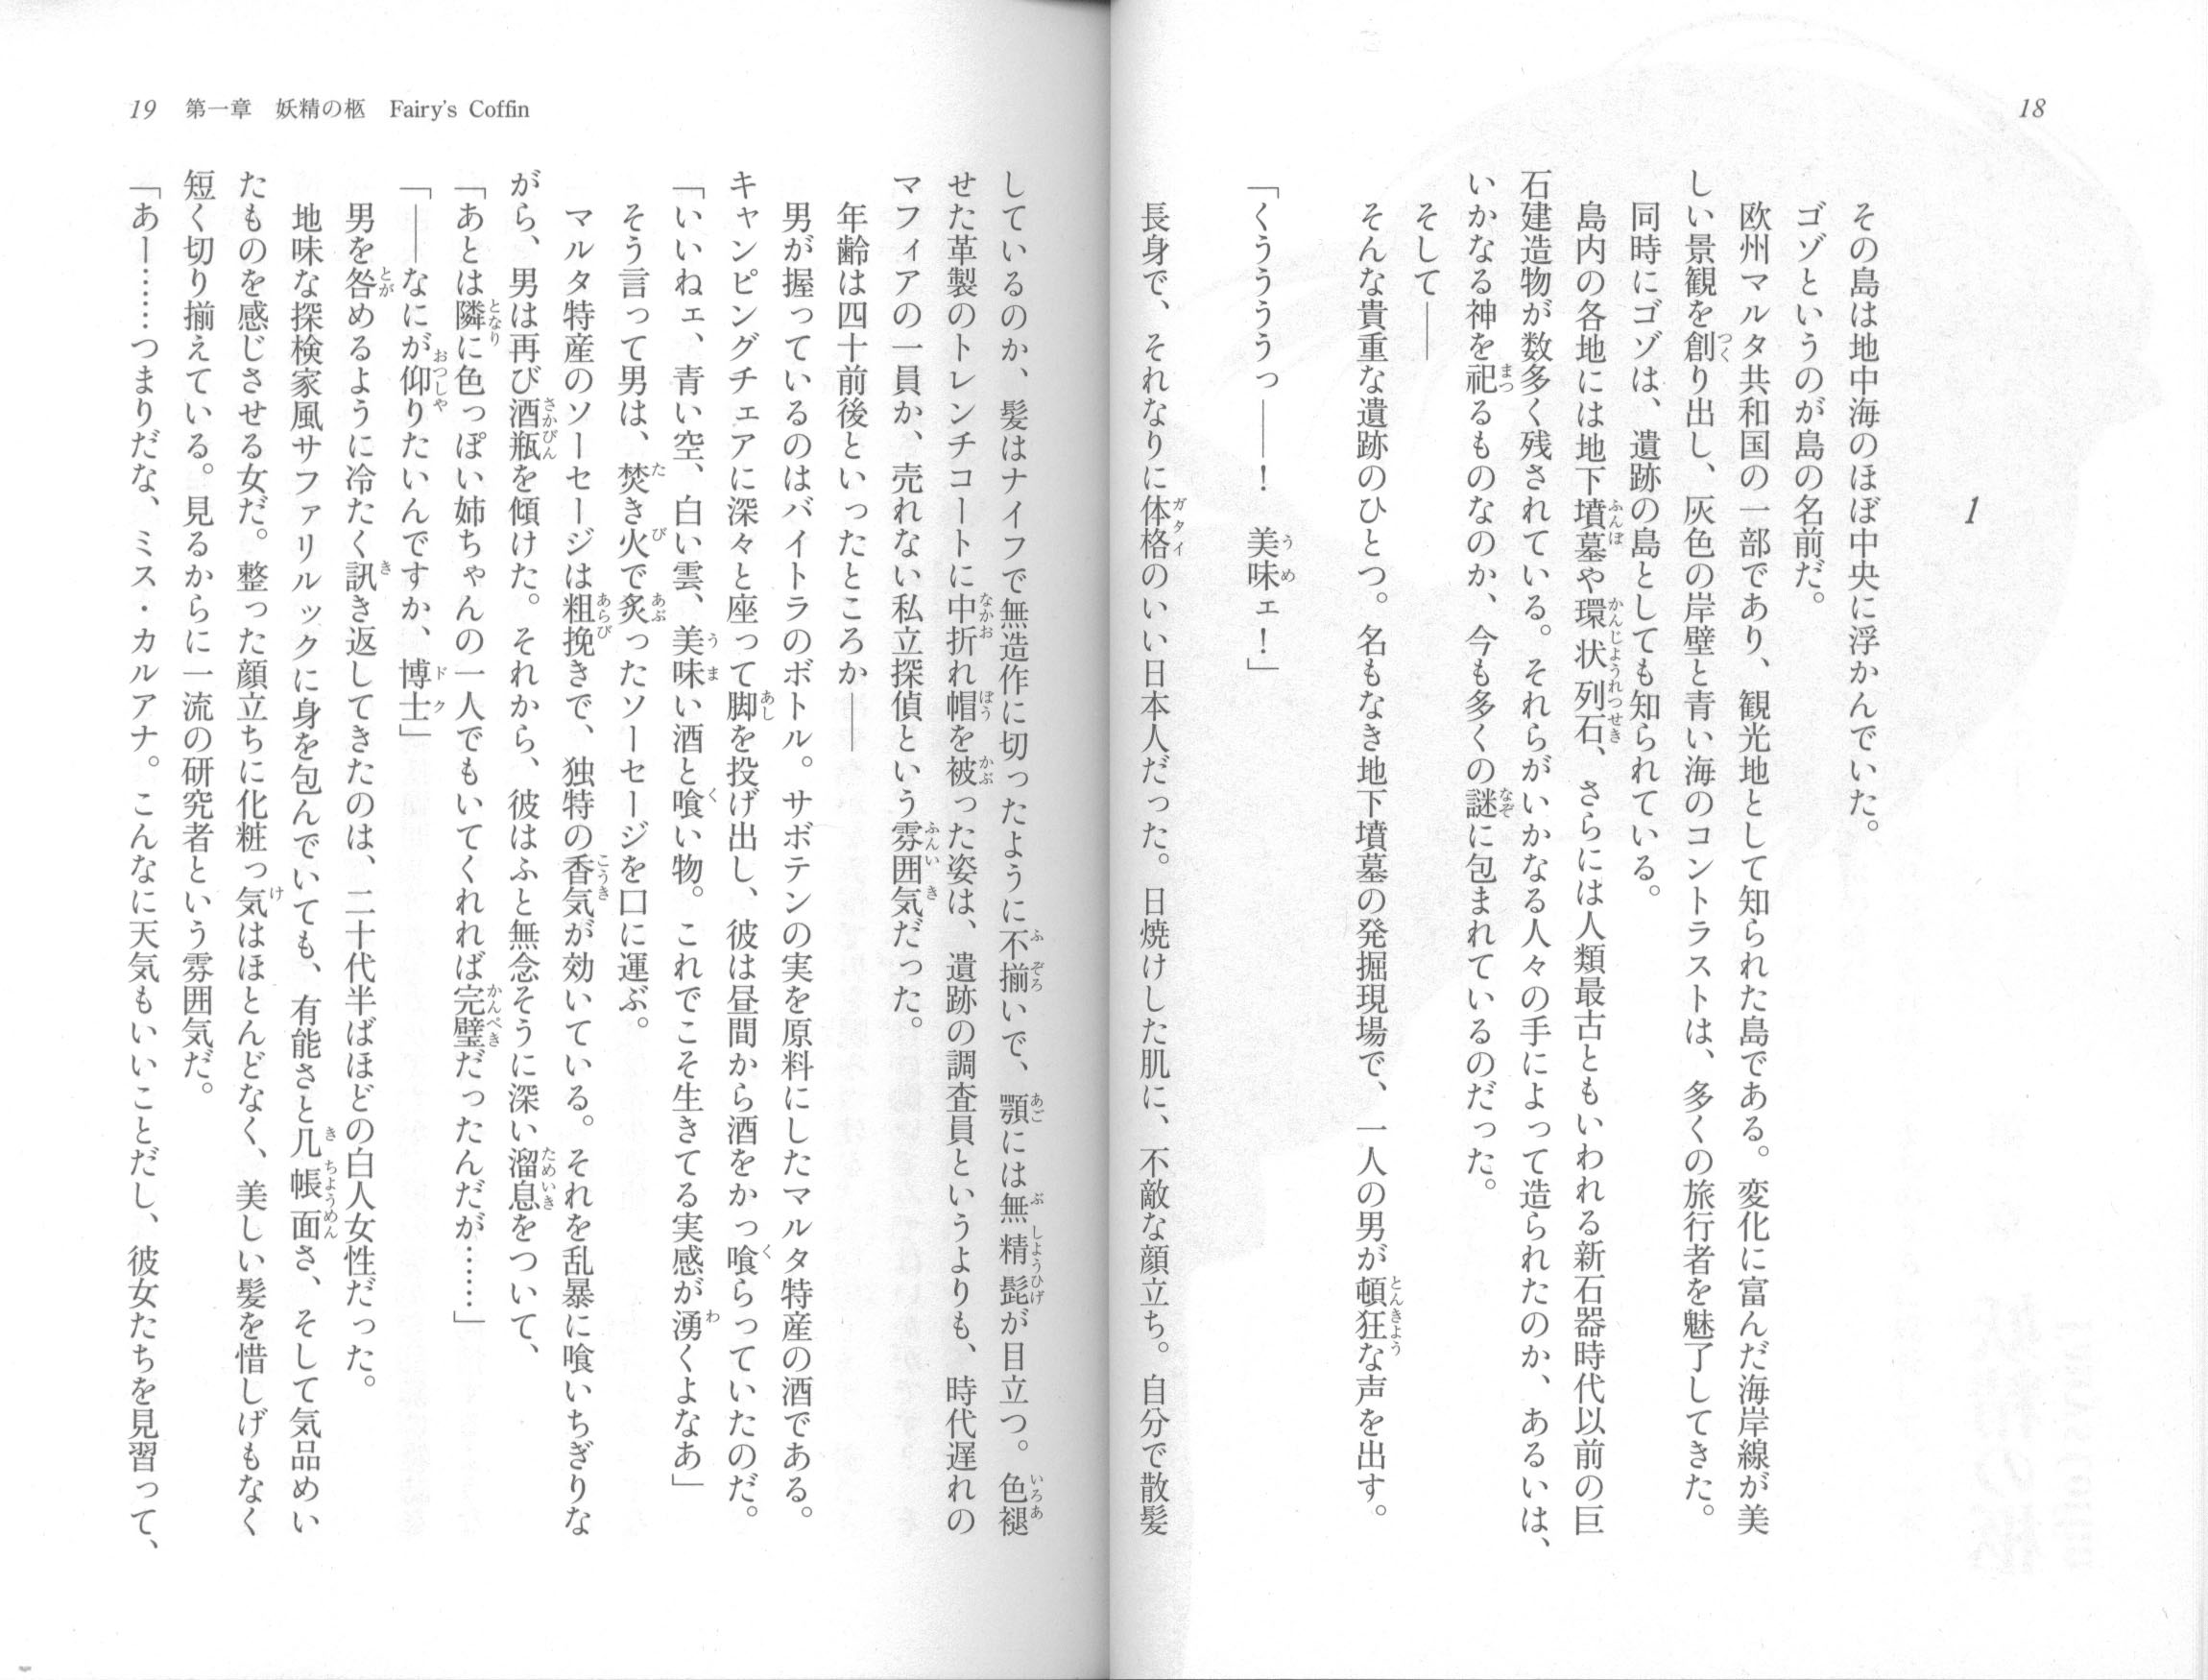 18
1
その島は地中海のほぼ中央に浮かんでいた。
ゴゾというのが島の名前だ。
欧州マルタ共和国の一部であり、観光地として知られた島である。変化に富んだ海岸線が美
しい景観を創り出し、灰色の岸壁と青い海のコントラストは、多くの旅行者を魅了してきた。
同時にゴゾは、遺跡の島としても知られている。
島内の各地には地下墳墓や環状列石、さらには人類最古ともいわれる新石器時代以前の巨
石建造物が数多く残されている。それらがいかなる人々の手によって造られたのか、あるいは、
いかなる神を祀るものなのか、今も多くの謎に包まれているのだった。
そして――
そんな貴重な遺跡のひとつ。名もなき地下墳墓の発掘現場で、一人の男が頓狂な声を出す。
「くうううっ――！　美味ェ！」
長身で、それなりに体格のいい日本人だった。日焼けした肌に、不敵な顔立ち。自分で散髪
しているのか、髪はナイフで無造作に切ったように不揃いで、顎には無精髭が目立つ。色褪
せた革製のトレンチコートに中折れ帽を被った姿は、遺跡の調査員というよりも、時代遅れの
マフィアの一員か、売れない私立探偵という雰囲気だった。
年齢は四十前後といったところか――
男が握っているのはバイトラのボトル。サボテンの実を原料にしたマルタ特産の酒である。
キャンピングチェアに深々と座って脚を投げ出し、彼は昼間から酒をかっ喰らっていたのだ。
「いいねェ、青い空、白い雲、美味い酒と喰い物。これでこそ生きてる実感が湧くよなあ」
そう言って男は、焚き火で炙ったソーセージを口に運ぶ。
マルタ特産のソーセージは粗挽きで、独特の香気が効いている。それを乱暴に喰いちぎりな
がら、男は再び酒瓶を傾けた。それから、彼はふと無念そうに深い溜息をついて、
「あとは隣に色っぽい姉ちゃんの一人でもいてくれれば完璧だったんだが……」
「――なにが仰りたいんですか、博士」
男を咎めるように冷たく訊き返してきたのは、二十代半ばほどの白人女性だった。
地味な探検家風サファリルックに身を包んでいても、有能さと几帳面さ、そして気品めい
たものを感じさせる女だ。整った顔立ちに化粧っ気はほとんどなく、美しい髪を惜しげもなく
短く切り揃えている。見るからに一流の研究者という雰囲気だ。
「あー……つまりだな、ミス・カルアナ。こんなに天気もいいことだし、彼女たちを見習って、
19　第一章　妖精の柩　Fairy's Coffin